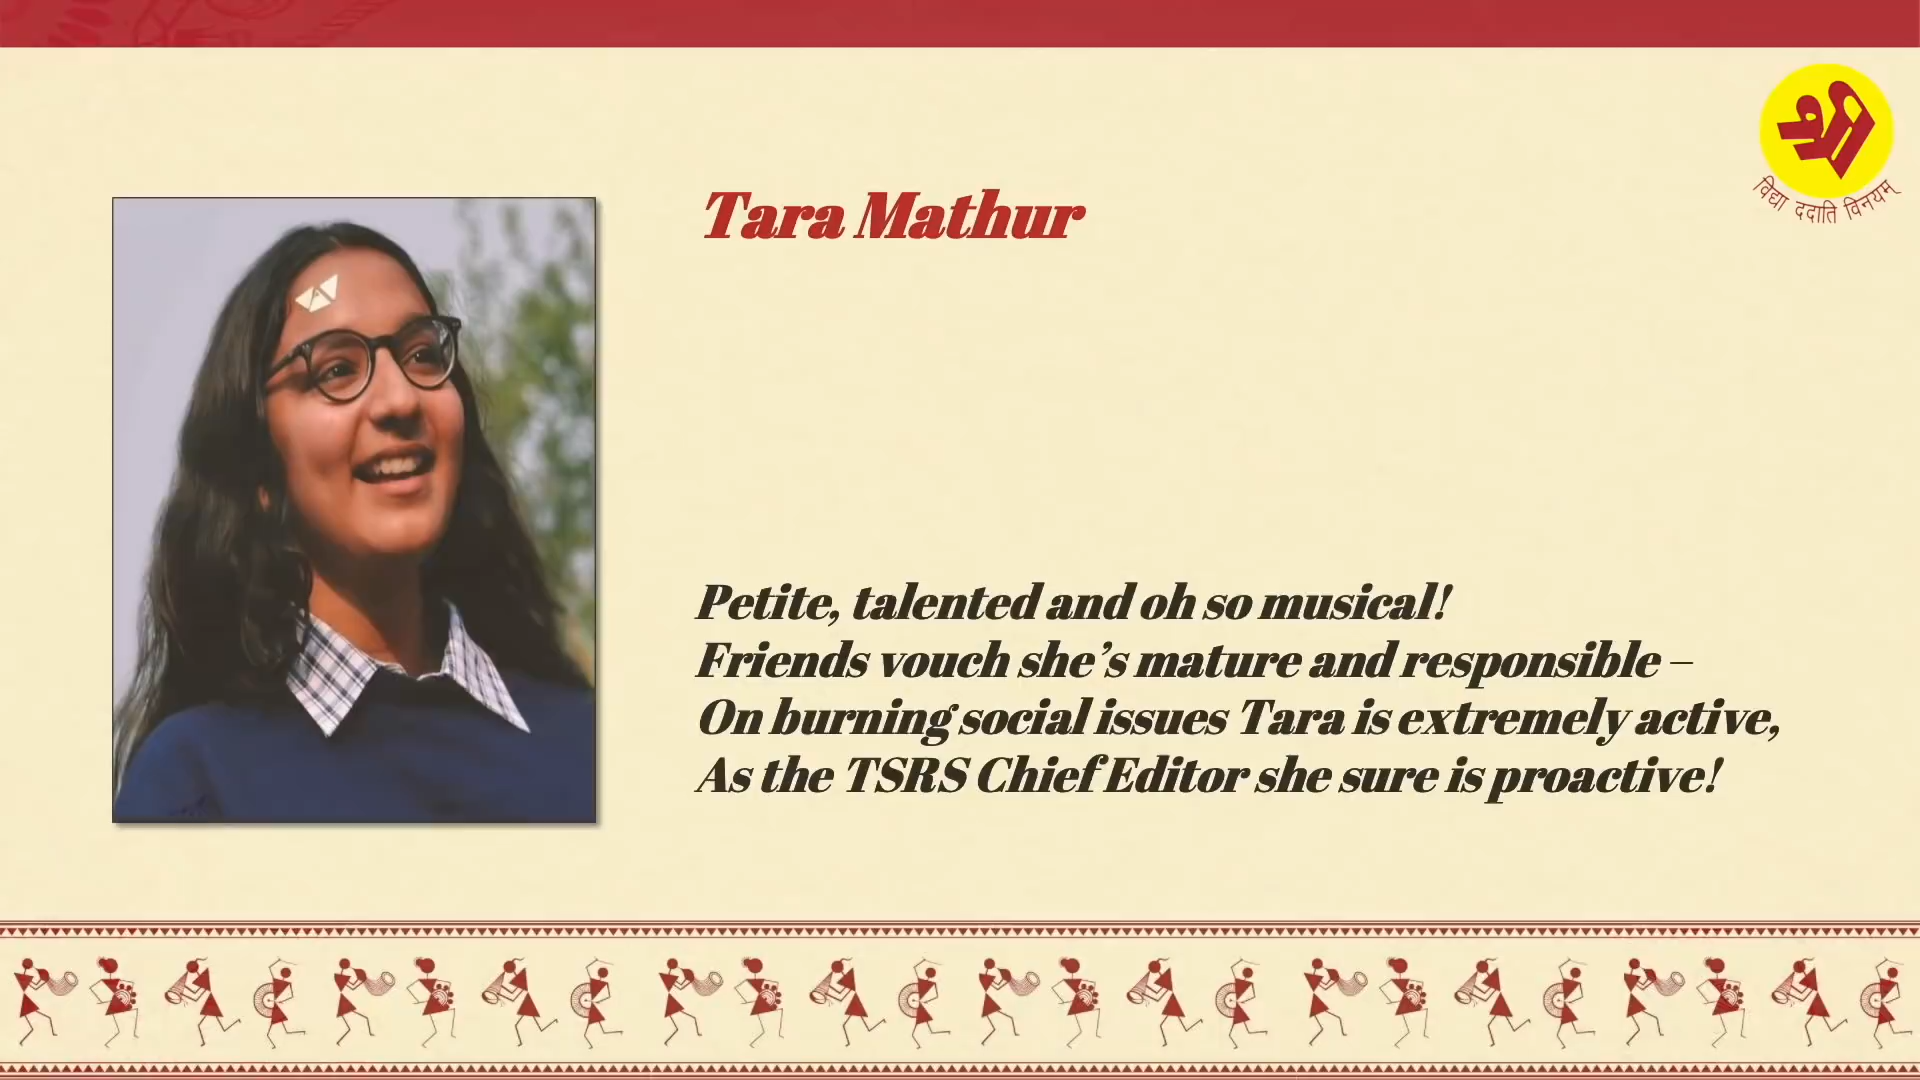 श्री
विद्या ददाति विनयम्
Tara Mathur
Petite, talented and oh so musical!
Friends vouch she’s mature and responsible –
On burning social issues Tara is extremely active,
As the TSRS Chief Editor she sure is proactive!